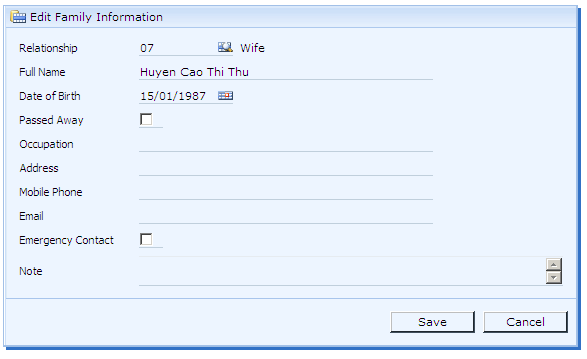 Edit Family Information
Relationship 07 Wife
Full Name Huyen Cao Thi Thu
Date of Birth 15/01/1987
Passed Away
Occupation
Address
Mobile Phone
Email
Emergency Contact
Note
Save Cancel